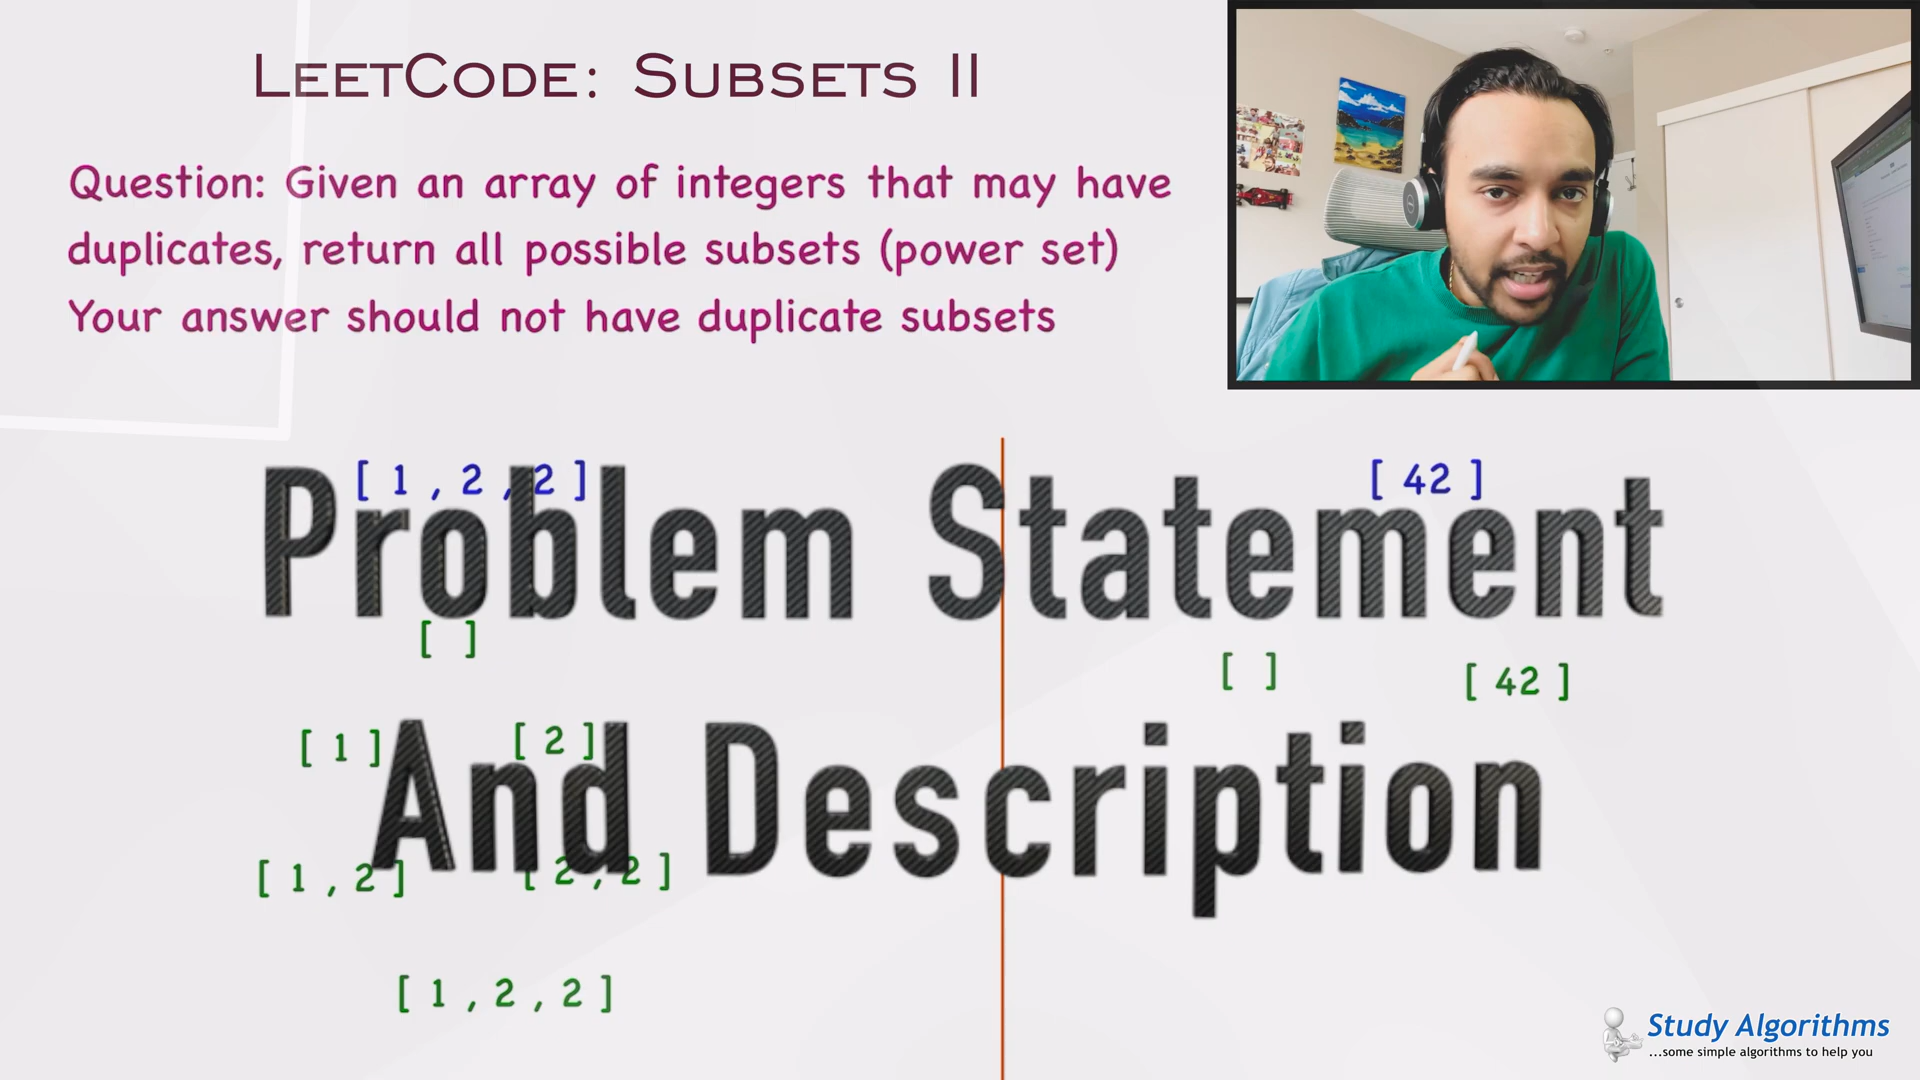 LeetCode: Subsets II
Question: Given an array of integers that may have
duplicates, return all possible subsets (power set)
Your answer should not have duplicate subsets
[ 1 , 2 , 2 ]
[ 42 ]
Problem Statement
[ ]
[ ]
[ 42 ]
[ 1 ]
[ 2 ]
And Description
[ 1 , 2 ]
[ 2 , 2 ]
[ 1 , 2 , 2 ]
Study Algorithms
...some simple algorithms to help you